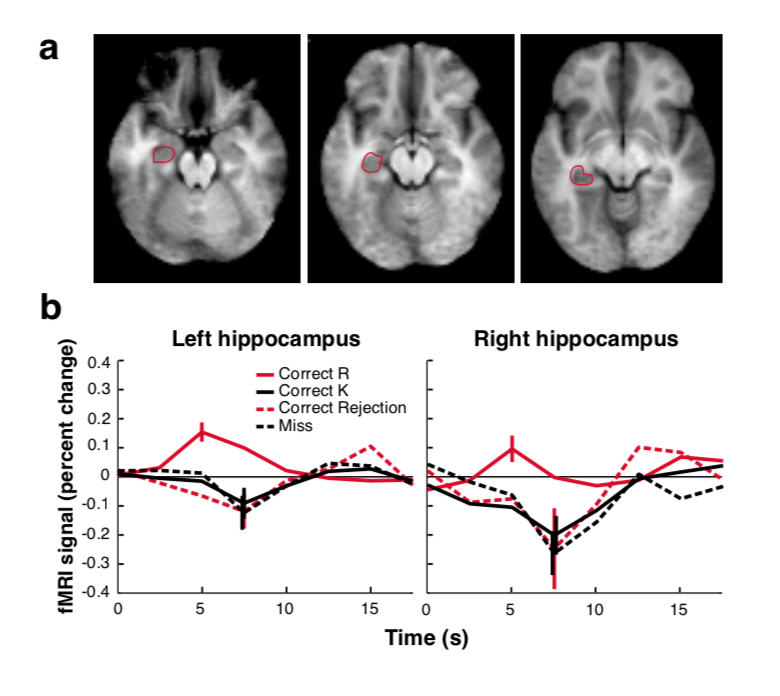 a
b
Left hippocampus
Right hippocampus
fMRI signal (percent change)
0.4
0.3
0.2
0.1
0
-0.1
-0.2
-0.3
-0.4
Correct R
Correct K
Correct Rejection
Miss
0 5 10 15
0 5 10 15
Time (s)